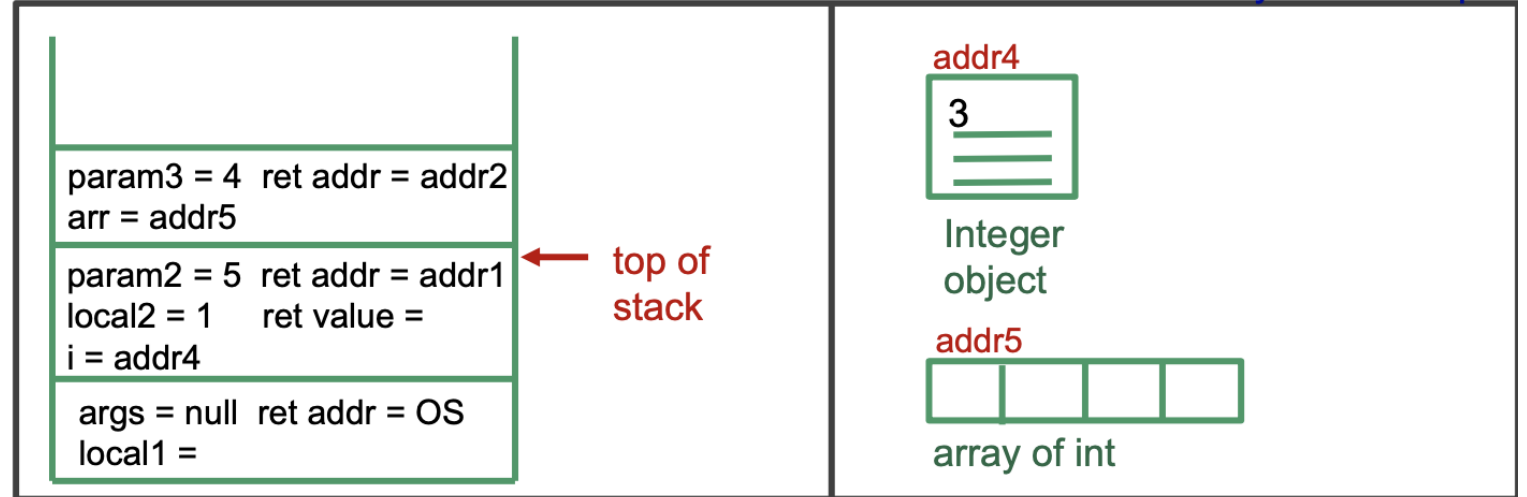 param3 = 4 ret addr = addr2
arr = addr5
param2 = 5 ret addr = addr1
local2 = 1 ret value =
i = addr4
args = null ret addr = OS
local1 =
top of
stack
addr4
3
Integer
object
addr5
array of int